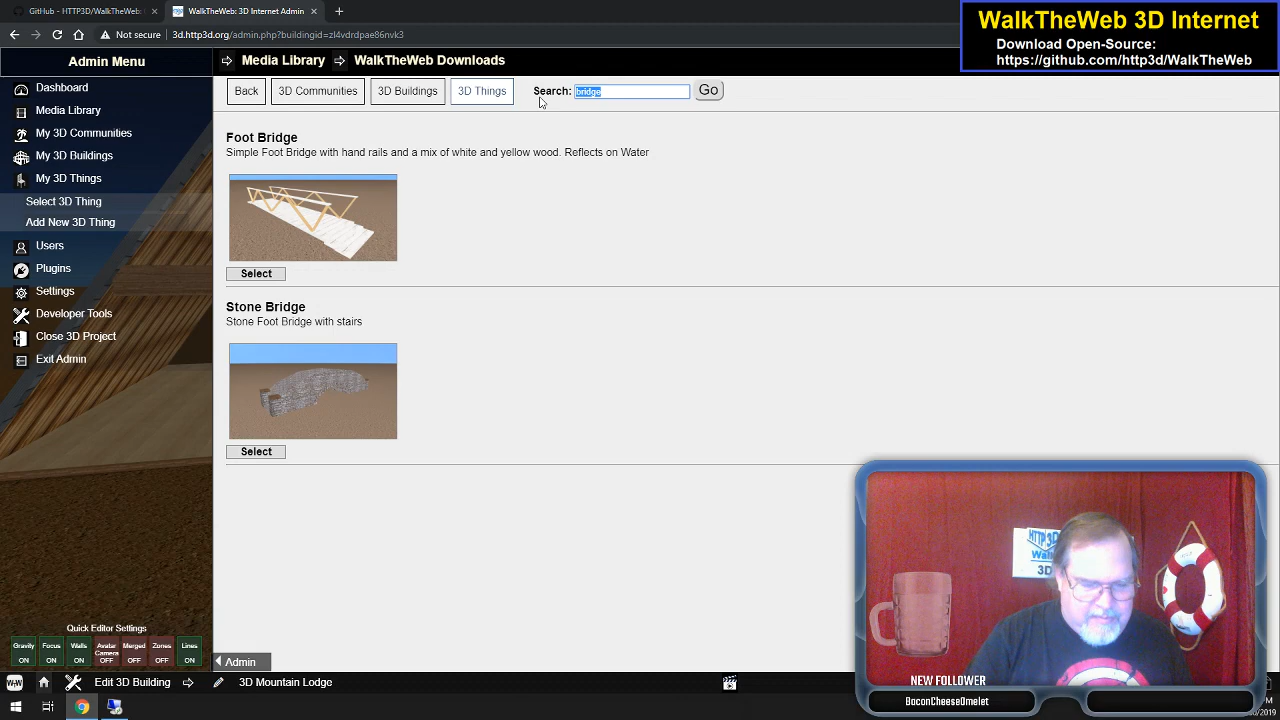 GitHub - HTTP3D/WalkTheWeb:
WalkTheWeb: 3D Internet Admin
Not secure
3d.http3d.org/admin.php?buildingid=zl4vdrdpae86nvk3
WalkTheWeb 3D Internet
Download Open-Source:
https://github.com/http3d/WalkTheWeb
Admin Menu
Media Library
WalkTheWeb Downloads
Back
3D Communities
3D Buildings
3D Things
Search:
bridge
Go
Dashboard
Media Library
My 3D Communities
My 3D Buildings
My 3D Things
Select 3D Thing
Add New 3D Thing
Users
Plugins
Settings
Developer Tools
Close 3D Project
Exit Admin
Foot Bridge
Simple Foot Bridge with hand rails and a mix of white and yellow wood. Reflects on Water
Select
Stone Bridge
Stone Foot Bridge with stairs
Select
Quick Editor Settings
Gravity ON
Focus ON
Walls ON
Avatar Camera OFF
Merged OFF
Zones OFF
Lines ON
Admin
Edit 3D Building
3D Mountain Lodge
HTTP3D
3D
NEW FOLLOWER
BaconCheeseOmelet